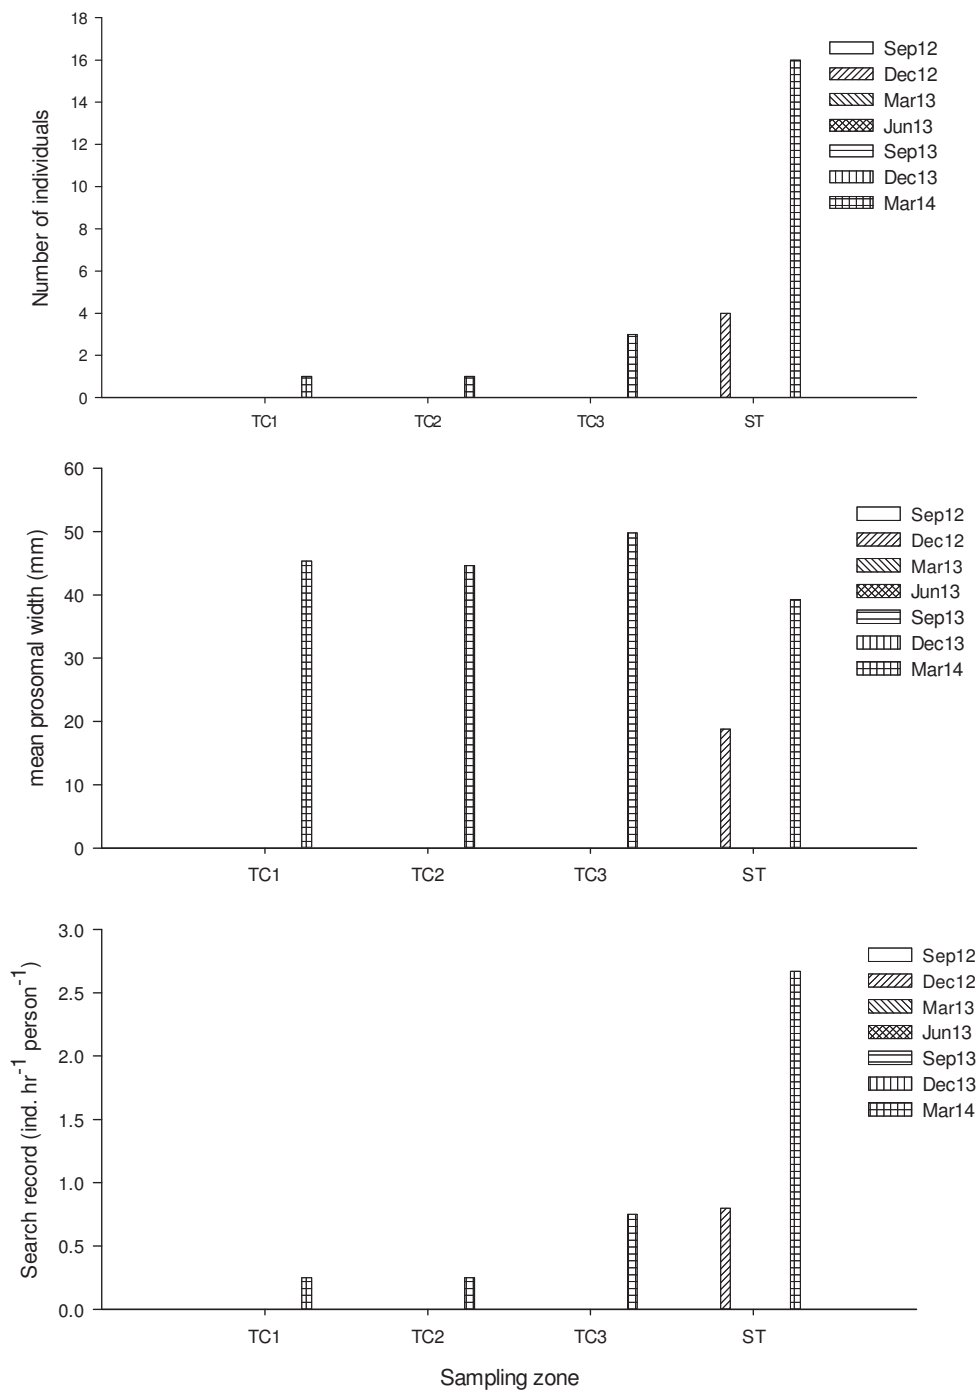 Number of individuals
18
16
14
12
10
8
6
4
2
0
TC1 TC2 TC3 ST
Sep12
Dec12
Mar13
Jun13
Sep13
Dec13
Mar14
mean prosomal width (mm)
60
50
40
30
20
10
0
TC1 TC2 TC3 ST
Sep12
Dec12
Mar13
Jun13
Sep13
Dec13
Mar14
Search record (ind. hr⁻¹ person⁻¹)
3.0
2.5
2.0
1.5
1.0
0.5
0.0
TC1 TC2 TC3 ST
Sep12
Dec12
Mar13
Jun13
Sep13
Dec13
Mar14
Sampling zone